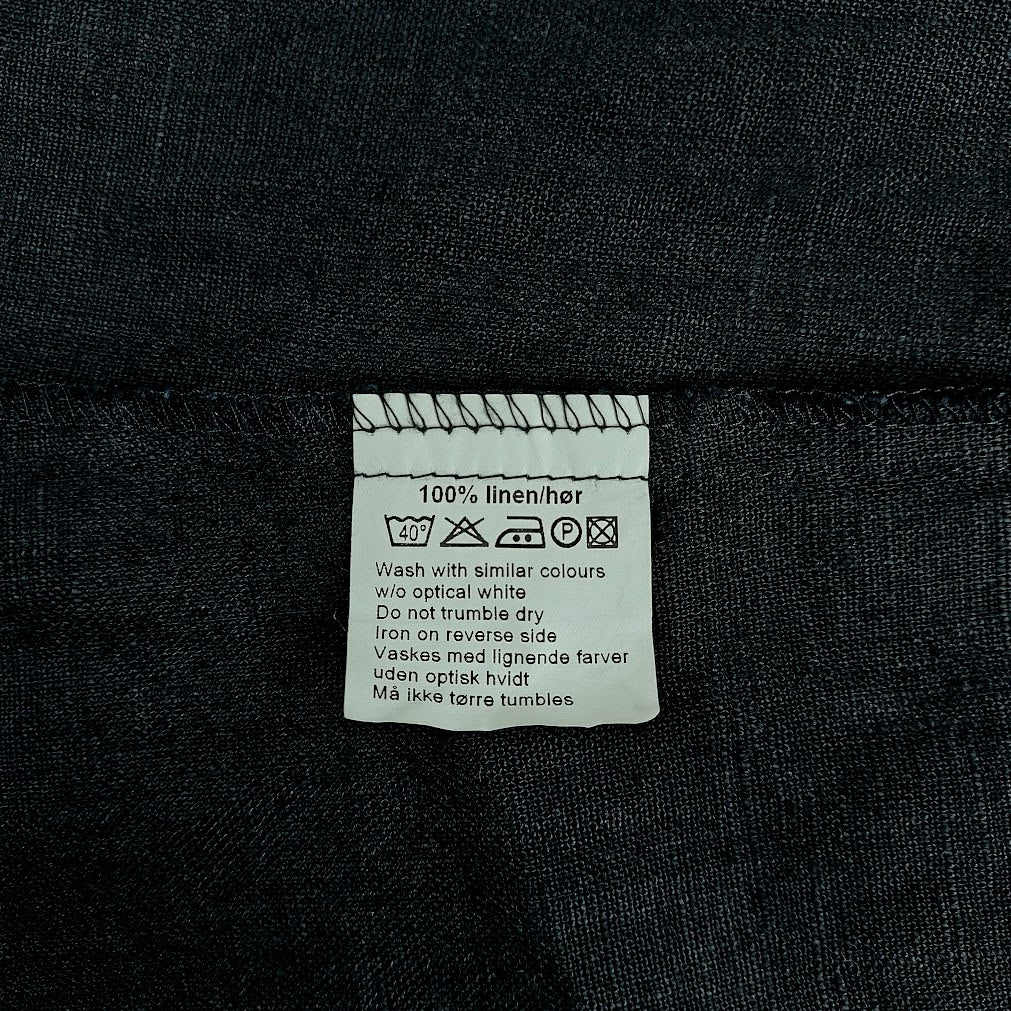 100% linen/hør
40° P
Wash with similar colours
w/o optical white
Do not trumble dry
Iron on reverse side
Vaskes med lignende farver
uden optisk hvidt
Må ikke tørre tumbles